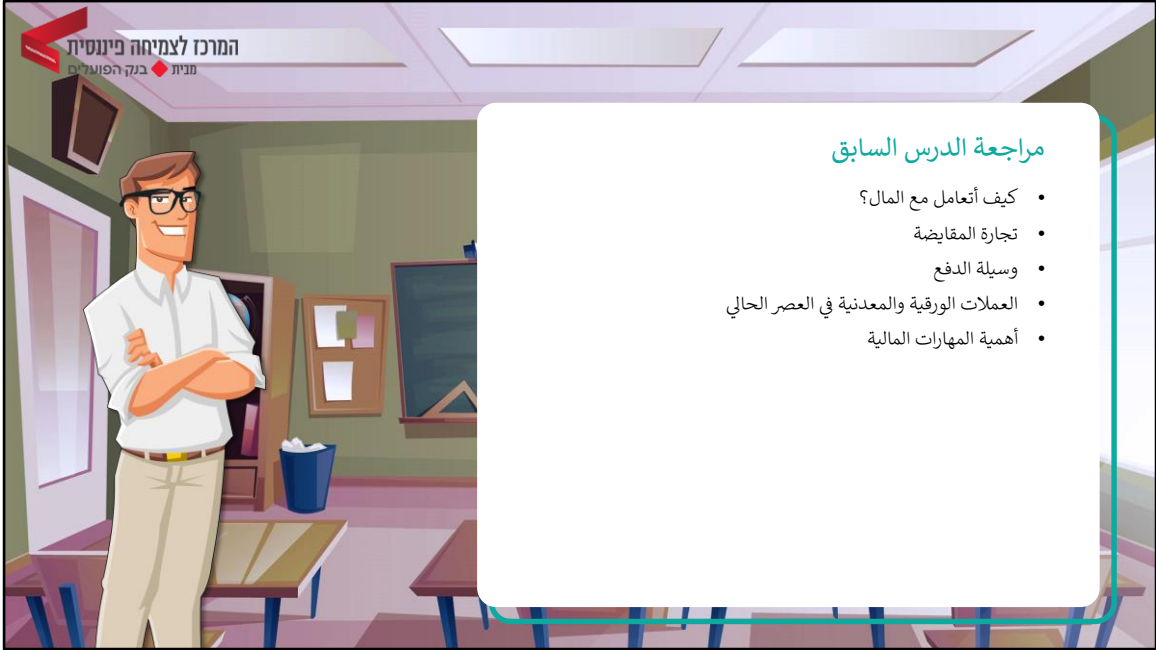 המרכז לצמיחה פיננסית
מבית בנק הפועלים
مراجعة الدرس السابق
• كيف أتعامل مع المال؟
• تجارة المقايضة
• وسيلة الدفع
• العملات الورقية والمعدنية في العصر الحالي
• أهمية المهارات المالية